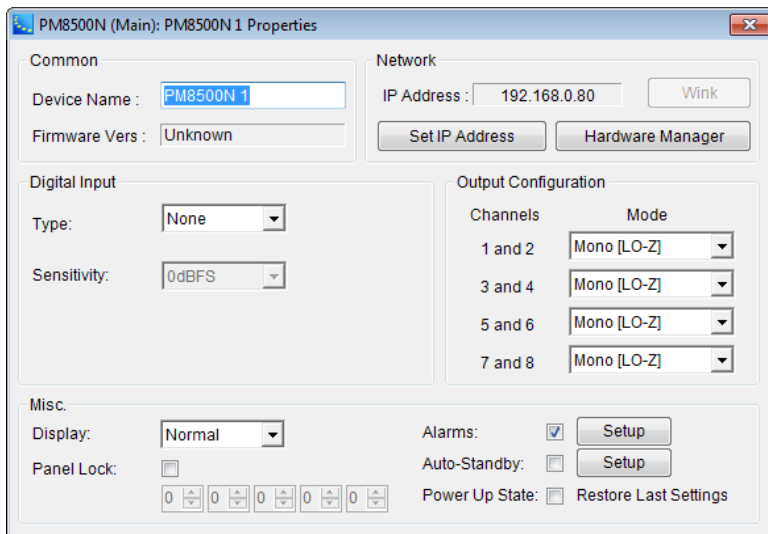 PM8500N (Main): PM8500N 1 Properties
Common
Device Name : PM8500N 1
Firmware Vers : Unknown
Network
IP Address : 192.168.0.80 Wink
Set IP Address Hardware Manager
Digital Input
Type: None
Sensitivity: 0dBFS
Output Configuration
Channels Mode
1 and 2 Mono [LO-Z]
3 and 4 Mono [LO-Z]
5 and 6 Mono [LO-Z]
7 and 8 Mono [LO-Z]
Misc.
Display: Normal
Panel Lock:
0 0 0 0 0
Alarms: Setup
Auto-Standby: Setup
Power Up State: Restore Last Settings